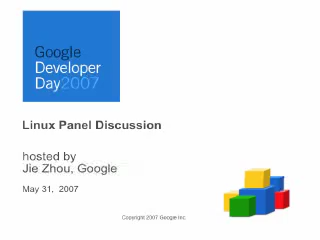 Google
Developer
Day2007
Linux Panel Discussion
hosted by
Jie Zhou, Google
May 31, 2007
Copyright 2007 Google Inc